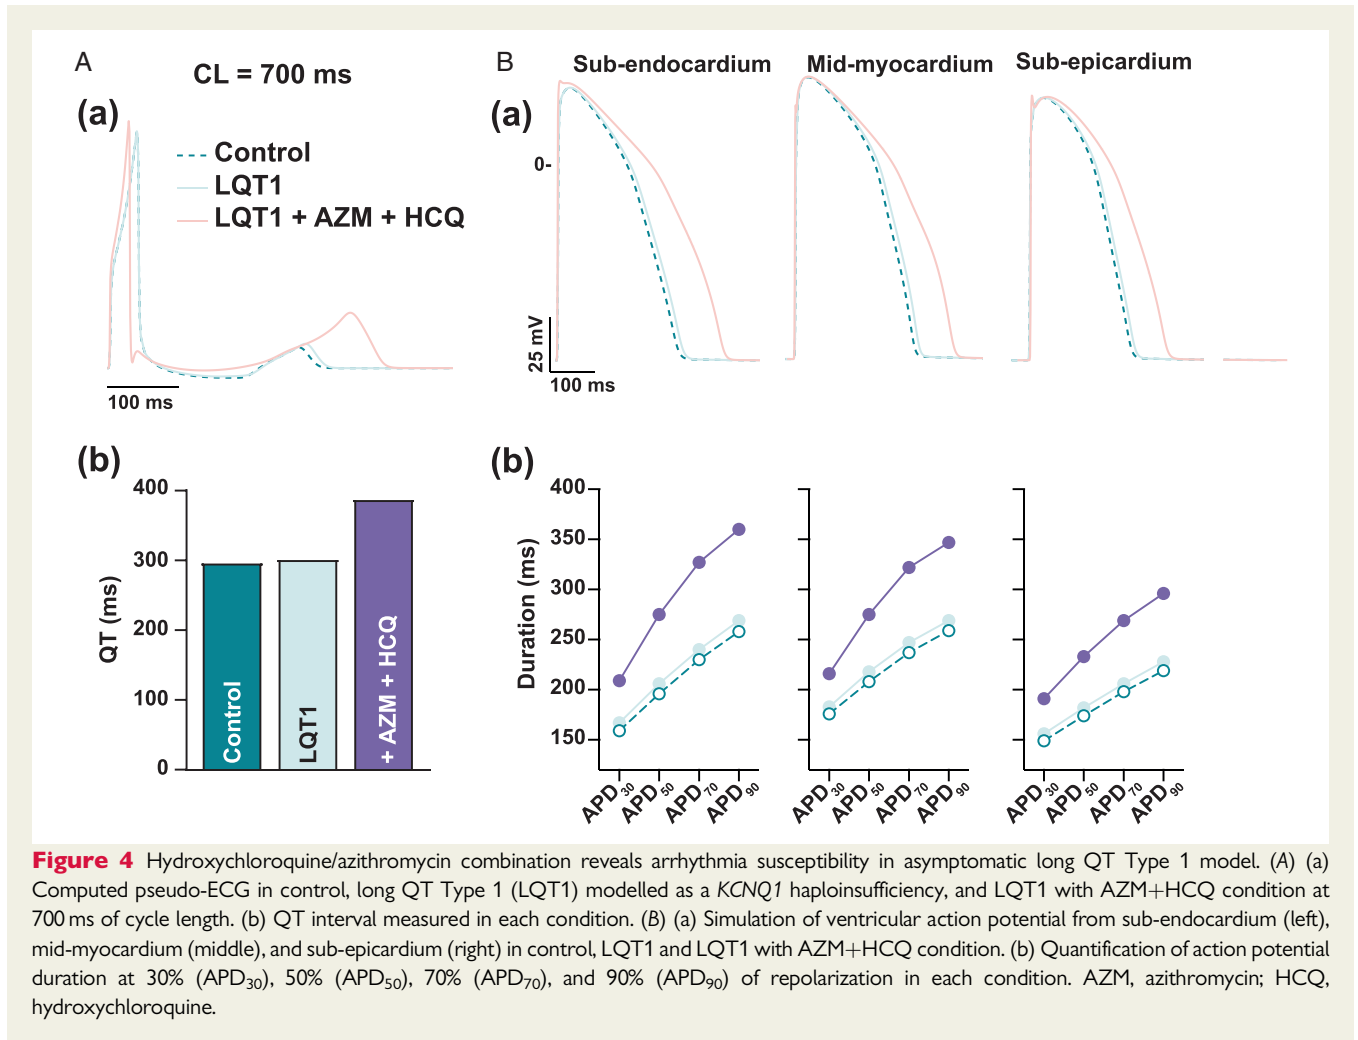 A
CL = 700 ms
(a)
Control
LQT1
LQT1 + AZM + HCQ
100 ms
(b)
400
300
200
100
0
QT (ms)
Control
LQT1
+ AZM + HCQ
B
Sub-endocardium
Mid-myocardium
Sub-epicardium
(a)
0-
25 mV
100 ms
(b)
400
350
300
250
200
150
Duration (ms)
APD30 APD50 APD70 APD90
APD30 APD50 APD70 APD90
APD30 APD50 APD70 APD90
Figure 4 Hydroxychloroquine/azithromycin combination reveals arrhythmia susceptibility in asymptomatic long QT Type 1 model. (A) (a)
Computed pseudo-ECG in control, long QT Type 1 (LQT1) modelled as a KCNQ1 haploinsufficiency, and LQT1 with AZM+HCQ condition at
700 ms of cycle length. (b) QT interval measured in each condition. (B) (a) Simulation of ventricular action potential from sub-endocardium (left),
mid-myocardium (middle), and sub-epicardium (right) in control, LQT1 and LQT1 with AZM+HCQ condition. (b) Quantification of action potential
duration at 30% (APD30), 50% (APD50), 70% (APD70), and 90% (APD90) of repolarization in each condition. AZM, azithromycin; HCQ,
hydroxychloroquine.